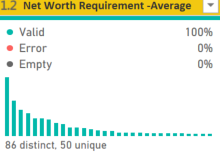 1.2 Net Worth Requirement -Average
Valid 100%
Error 0%
Empty 0%
86 distinct, 50 unique